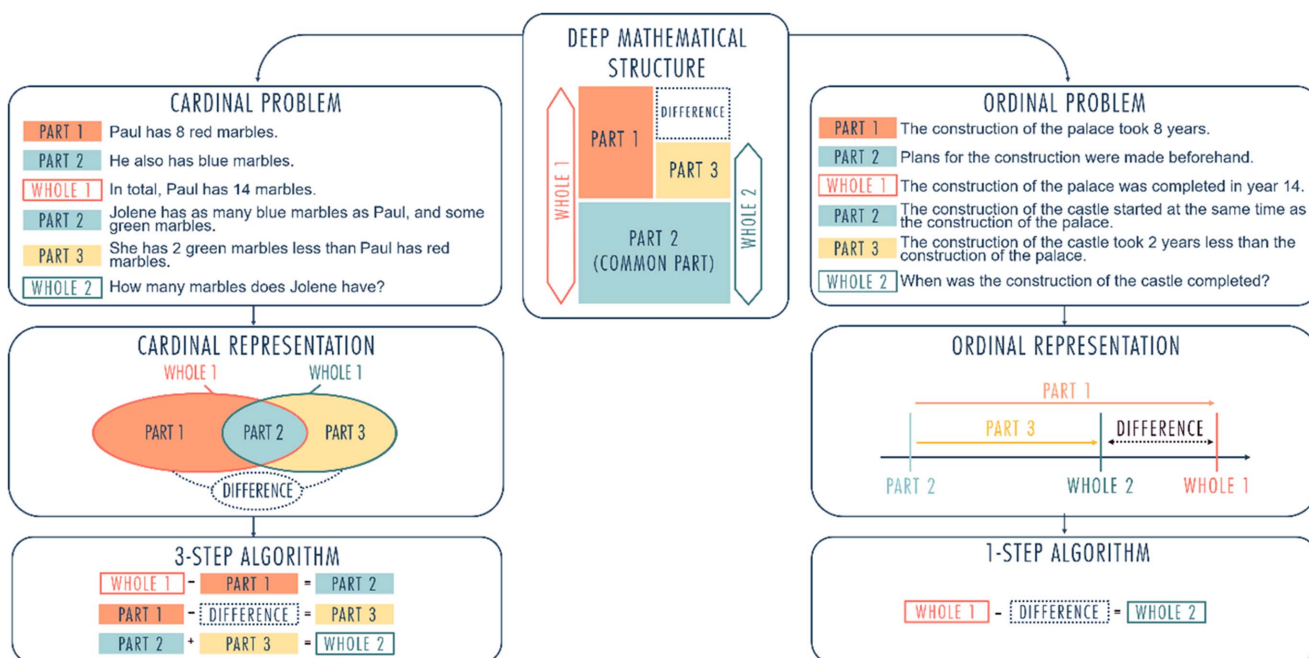 DEEP MATHEMATICAL
STRUCTURE
WHOLE 1
PART 1
DIFFERENCE
PART 3
WHOLE 2
PART 2
(COMMON PART)
CARDINAL PROBLEM
PART 1 Paul has 8 red marbles.
PART 2 He also has blue marbles.
WHOLE 1 In total, Paul has 14 marbles.
PART 2 Jolene has as many blue marbles as Paul, and some
green marbles.
PART 3 She has 2 green marbles less than Paul has red
marbles.
WHOLE 2 How many marbles does Jolene have?
CARDINAL REPRESENTATION
WHOLE 1 WHOLE 1
PART 1 PART 2 PART 3
DIFFERENCE
3-STEP ALGORITHM
WHOLE 1 - PART 1 = PART 2
PART 1 - DIFFERENCE = PART 3
PART 2 + PART 3 = WHOLE 2
ORDINAL PROBLEM
PART 1 The construction of the palace took 8 years.
PART 2 Plans for the construction were made beforehand.
WHOLE 1 The construction of the palace was completed in year 14.
PART 2 The construction of the castle started at the same time as
the construction of the palace.
PART 3 The construction of the castle took 2 years less than the
construction of the palace.
WHOLE 2 When was the construction of the castle completed?
ORDINAL REPRESENTATION
PART 1
PART 3 DIFFERENCE
PART 2 WHOLE 2 WHOLE 1
1-STEP ALGORITHM
WHOLE 1 - DIFFERENCE = WHOLE 2